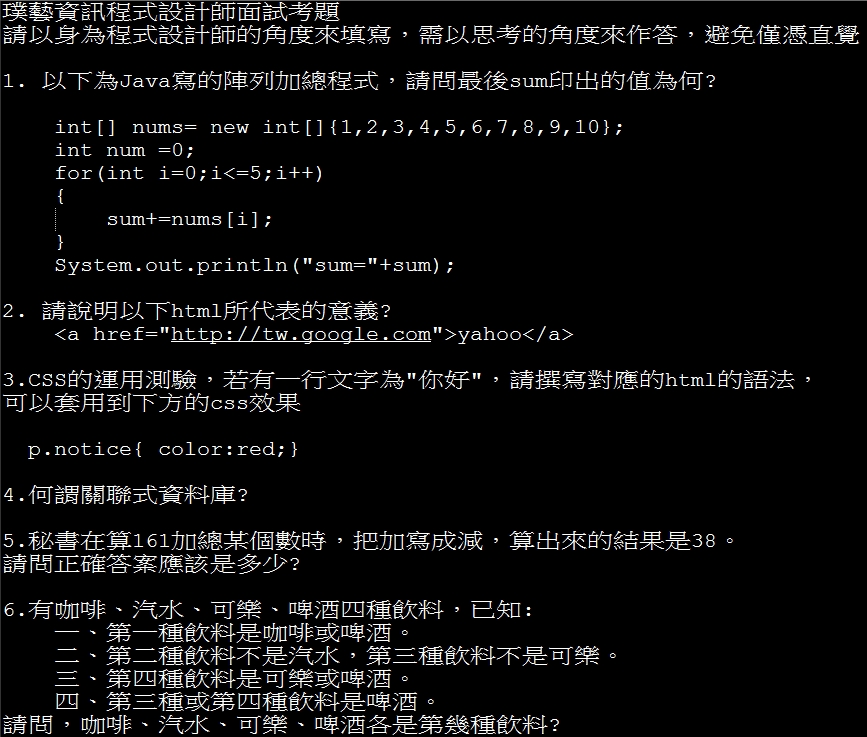 璞藝資訊程式設計師面試考題
請以身為程式設計師的角度來填寫，需以思考的角度來作答，避免僅憑直覺
1. 以下為Java寫的陣列加總程式，請問最後sum印出的值為何?
int[] nums= new int[]{1,2,3,4,5,6,7,8,9,10};
int num =0;
for(int i=0;i<=5;i++)
{
sum+=nums[i];
}
System.out.println("sum="+sum);
2. 請說明以下html所代表的意義?
<a href="http://tw.google.com">yahoo</a>
3.CSS的運用測驗，若有一行文字為"你好"，請撰寫對應的html的語法，
可以套用到下方的css效果
p.notice{ color:red;}
4.何謂關聯式資料庫?
5.秘書在算161加總某個數時，把加寫成減，算出來的結果是38。
請問正確答案應該是多少?
6.有咖啡、汽水、可樂、啤酒四種飲料，已知:
一、第一種飲料是咖啡或啤酒。
二、第二種飲料不是汽水，第三種飲料不是可樂。
三、第四種飲料是可樂或啤酒。
四、第三種或第四種飲料是啤酒。
請問，咖啡、汽水、可樂、啤酒各是第幾種飲料?